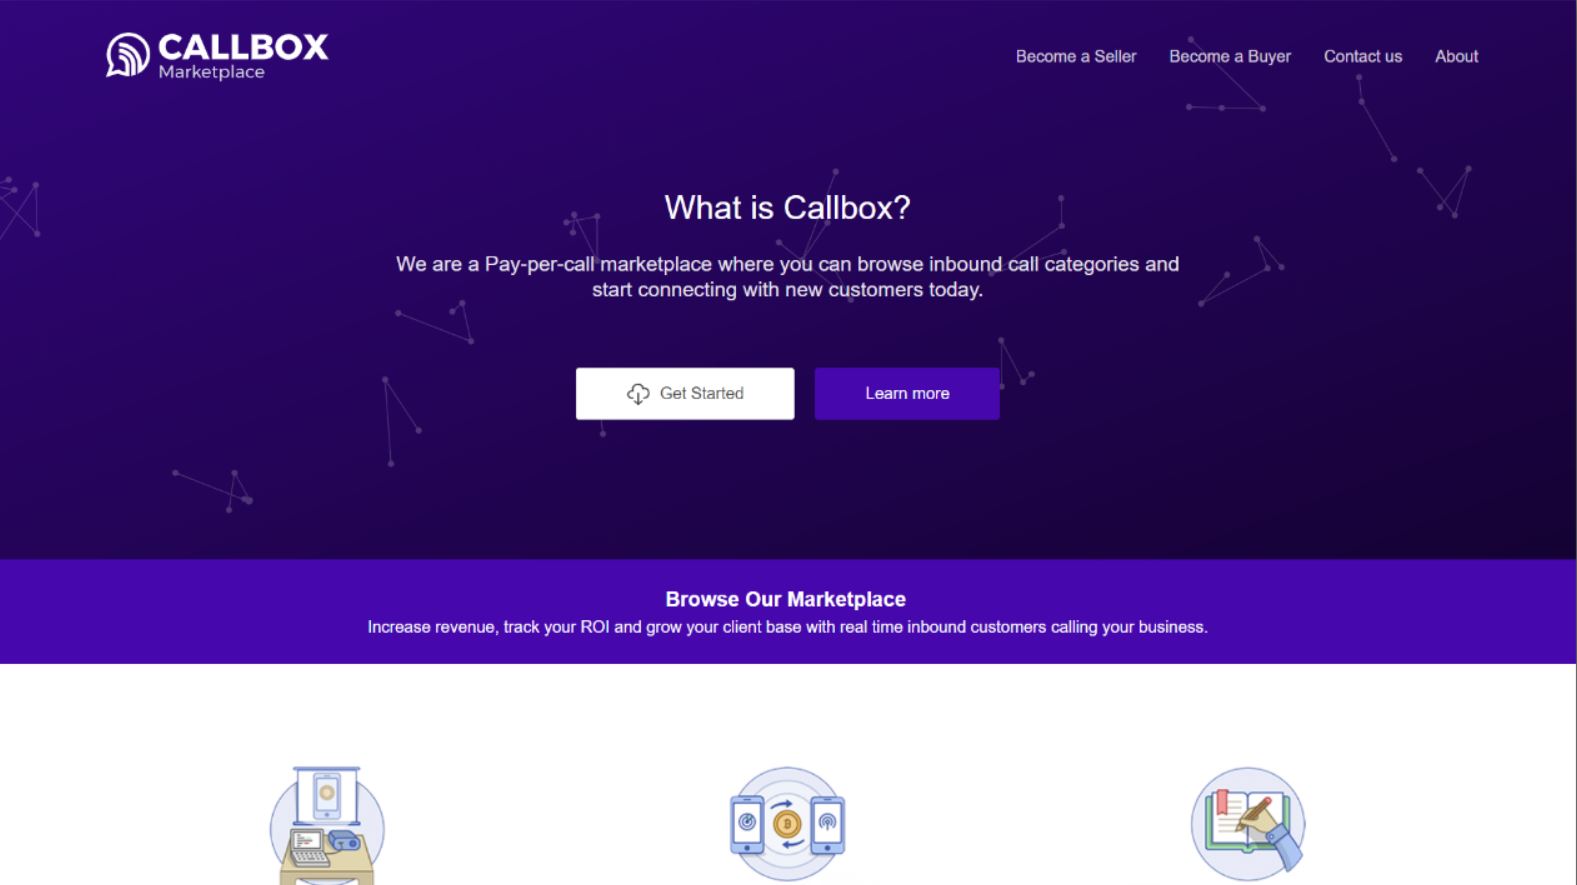 CALLBOX
Marketplace
Become a Seller Become a Buyer Contact us About
What is Callbox?
We are a Pay-per-call marketplace where you can browse inbound call categories and
start connecting with new customers today.
Get Started Learn more
Browse Our Marketplace
Increase revenue, track your ROI and grow your client base with real time inbound customers calling your business.